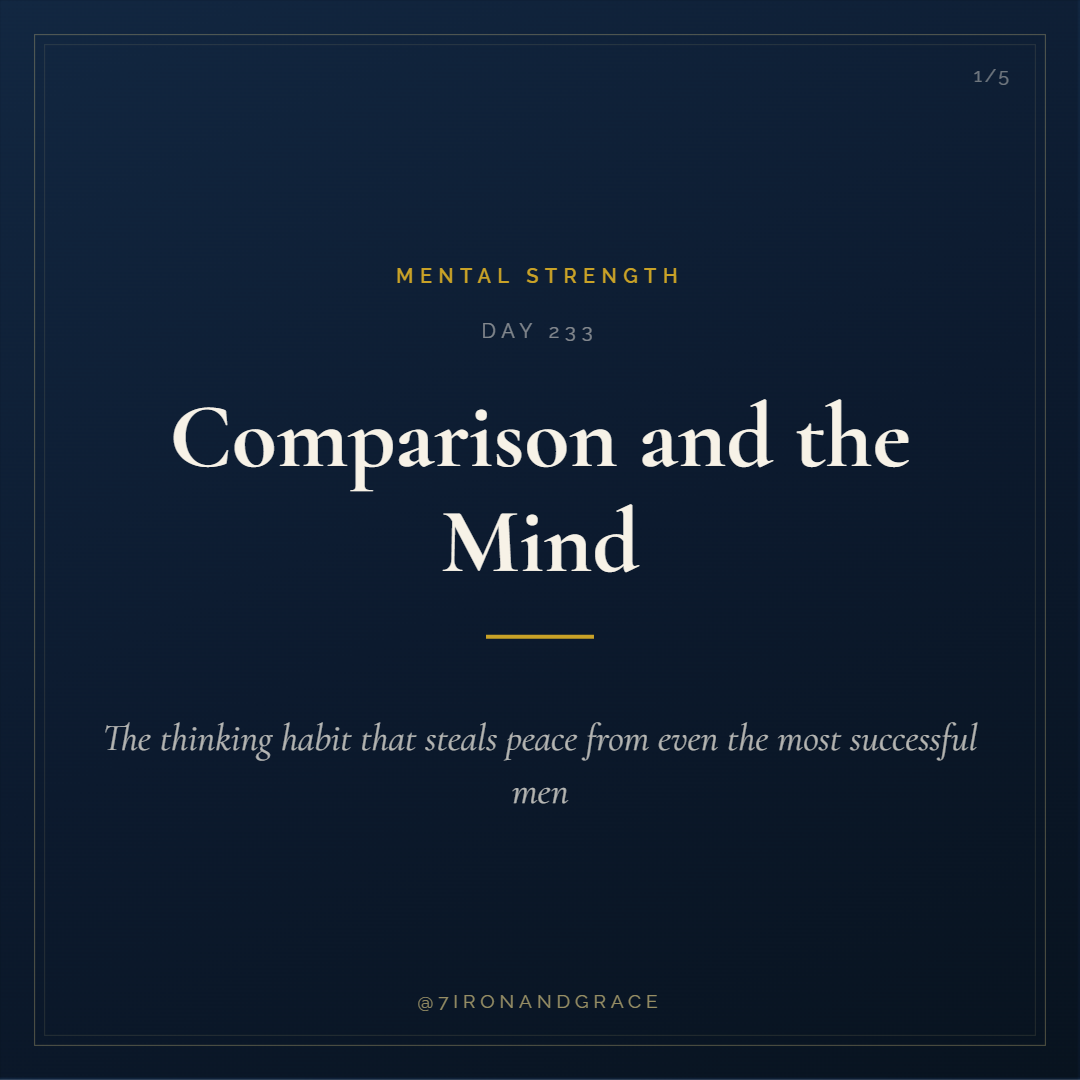 1/5
MENTAL STRENGTH
DAY 233
Comparison and the
Mind
The thinking habit that steals peace from even the most successful
men
@7IRONANDGRACE